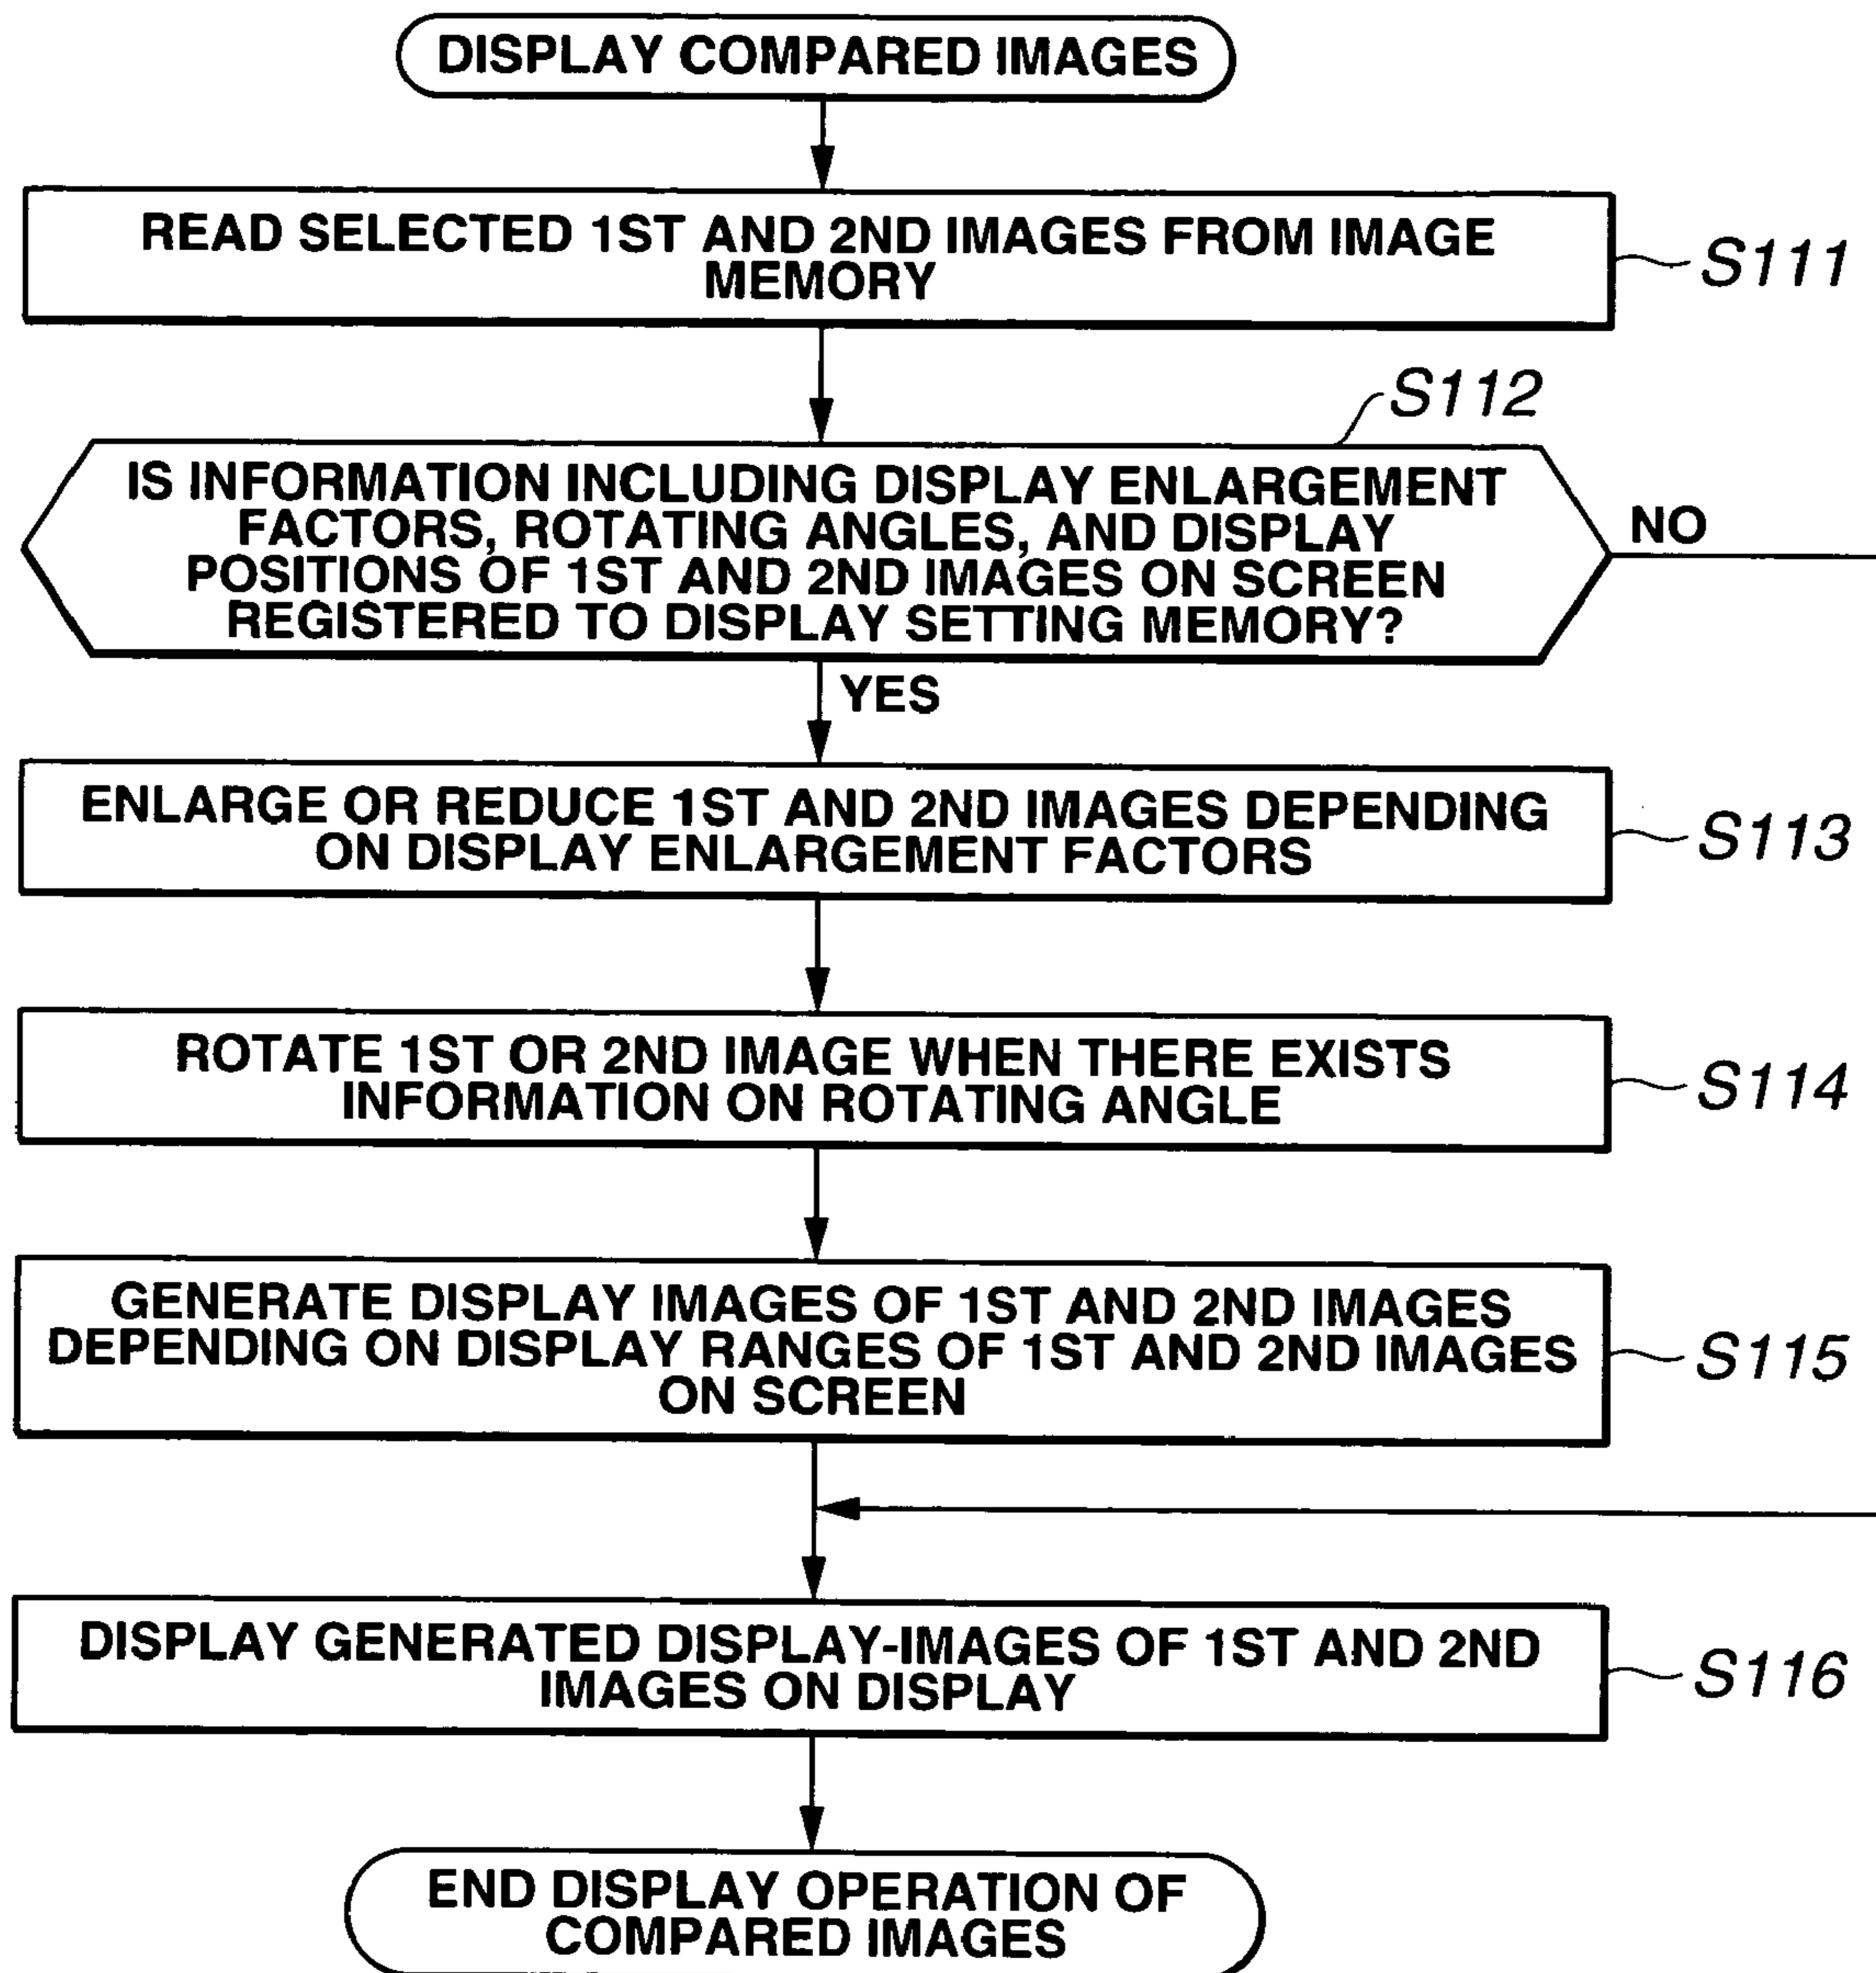 DISPLAY COMPARED IMAGES
READ SELECTED 1ST AND 2ND IMAGES FROM IMAGE
MEMORY
S111
S112
IS INFORMATION INCLUDING DISPLAY ENLARGEMENT
FACTORS, ROTATING ANGLES, AND DISPLAY
POSITIONS OF 1ST AND 2ND IMAGES ON SCREEN
REGISTERED TO DISPLAY SETTING MEMORY?
NO
YES
ENLARGE OR REDUCE 1ST AND 2ND IMAGES DEPENDING
ON DISPLAY ENLARGEMENT FACTORS
S113
ROTATE 1ST OR 2ND IMAGE WHEN THERE EXISTS
INFORMATION ON ROTATING ANGLE
S114
GENERATE DISPLAY IMAGES OF 1ST AND 2ND IMAGES
DEPENDING ON DISPLAY RANGES OF 1ST AND 2ND IMAGES
ON SCREEN
S115
DISPLAY GENERATED DISPLAY-IMAGES OF 1ST AND 2ND
IMAGES ON DISPLAY
S116
END DISPLAY OPERATION OF
COMPARED IMAGES